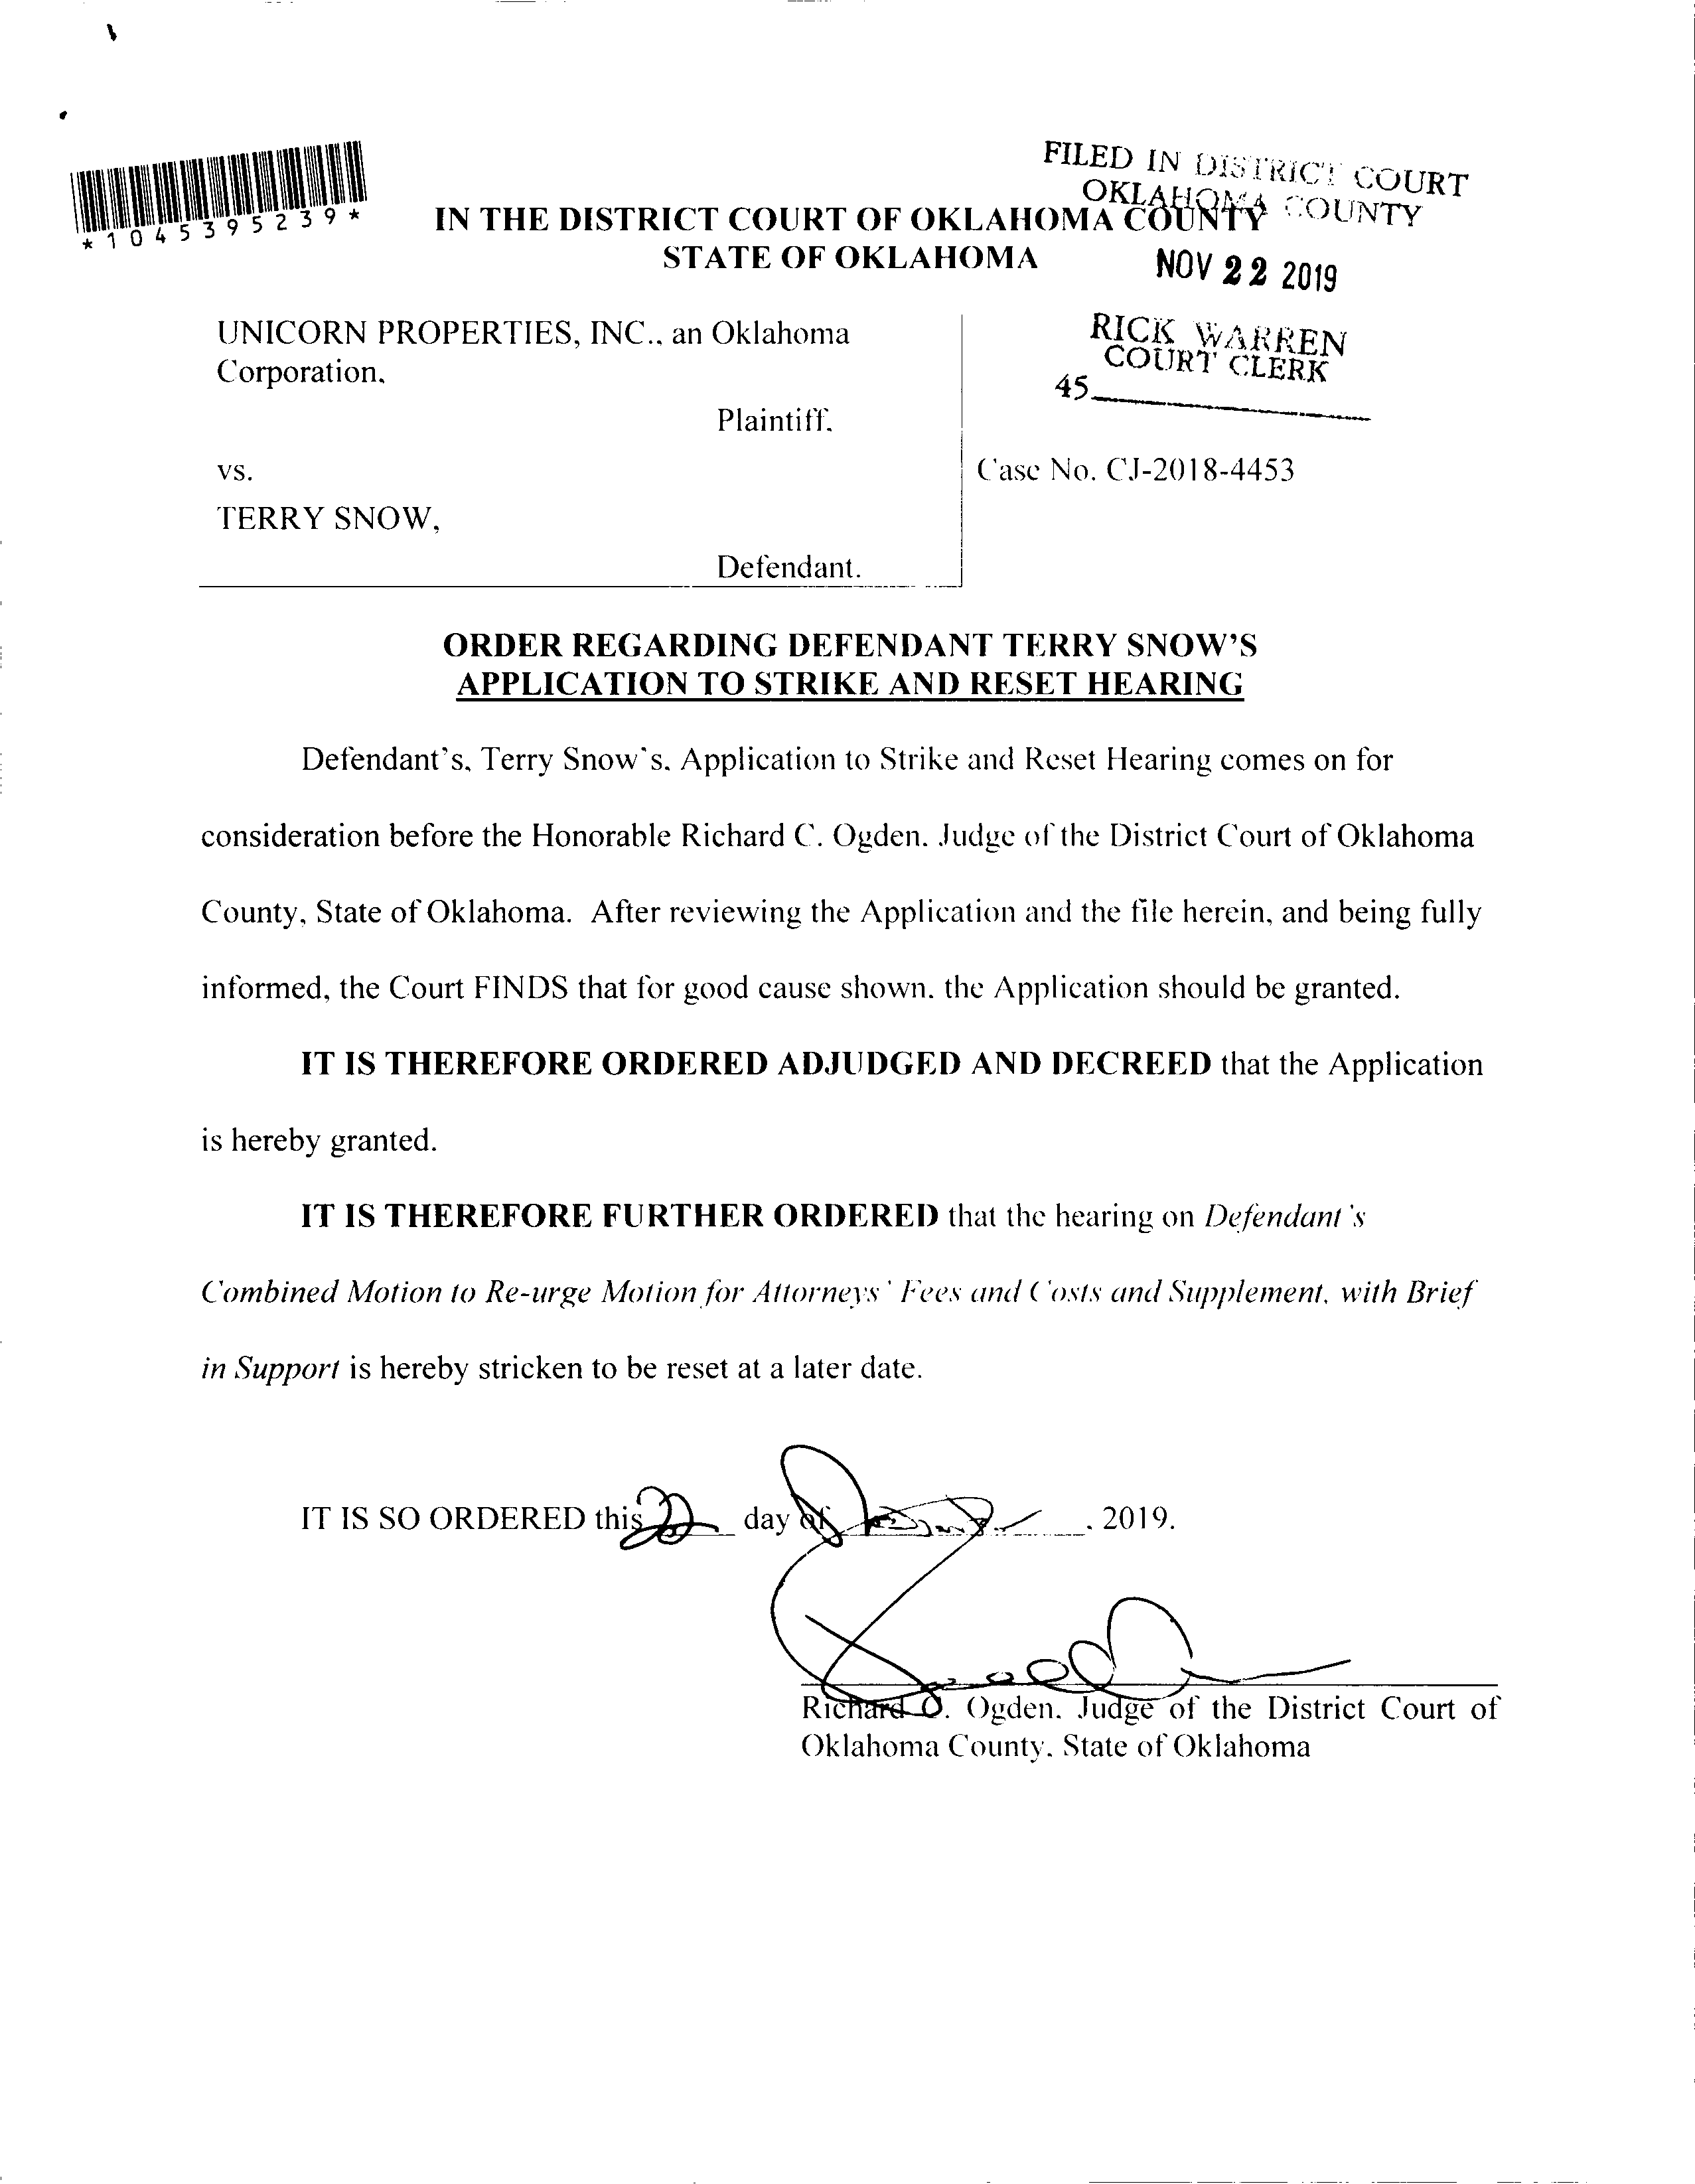 FILED IN DISTRICT COURT
OKLAHOMA COUNTY
*1045395239*
IN THE DISTRICT COURT OF OKLAHOMA COUNTY
STATE OF OKLAHOMA
NOV 22 2019
UNICORN PROPERTIES, INC., an Oklahoma
Corporation,
RICK WARREN
COURT CLERK
45
Plaintiff,
vs.
Case No. CJ-2018-4453
TERRY SNOW,
Defendant.
ORDER REGARDING DEFENDANT TERRY SNOW'S
APPLICATION TO STRIKE AND RESET HEARING
Defendant's, Terry Snow's, Application to Strike and Reset Hearing comes on for
consideration before the Honorable Richard C. Ogden, Judge of the District Court of Oklahoma
County, State of Oklahoma. After reviewing the Application and the file herein, and being fully
informed, the Court FINDS that for good cause shown, the Application should be granted.
IT IS THEREFORE ORDERED ADJUDGED AND DECREED that the Application
is hereby granted.
IT IS THEREFORE FURTHER ORDERED that the hearing on Defendant's
Combined Motion to Re-urge Motion for Attorneys' Fees and Costs and Supplement, with Brief
in Support is hereby stricken to be reset at a later date.
IT IS SO ORDERED this 22 day of , 2019.
Richard C. Ogden, Judge of the District Court of
Oklahoma County, State of Oklahoma